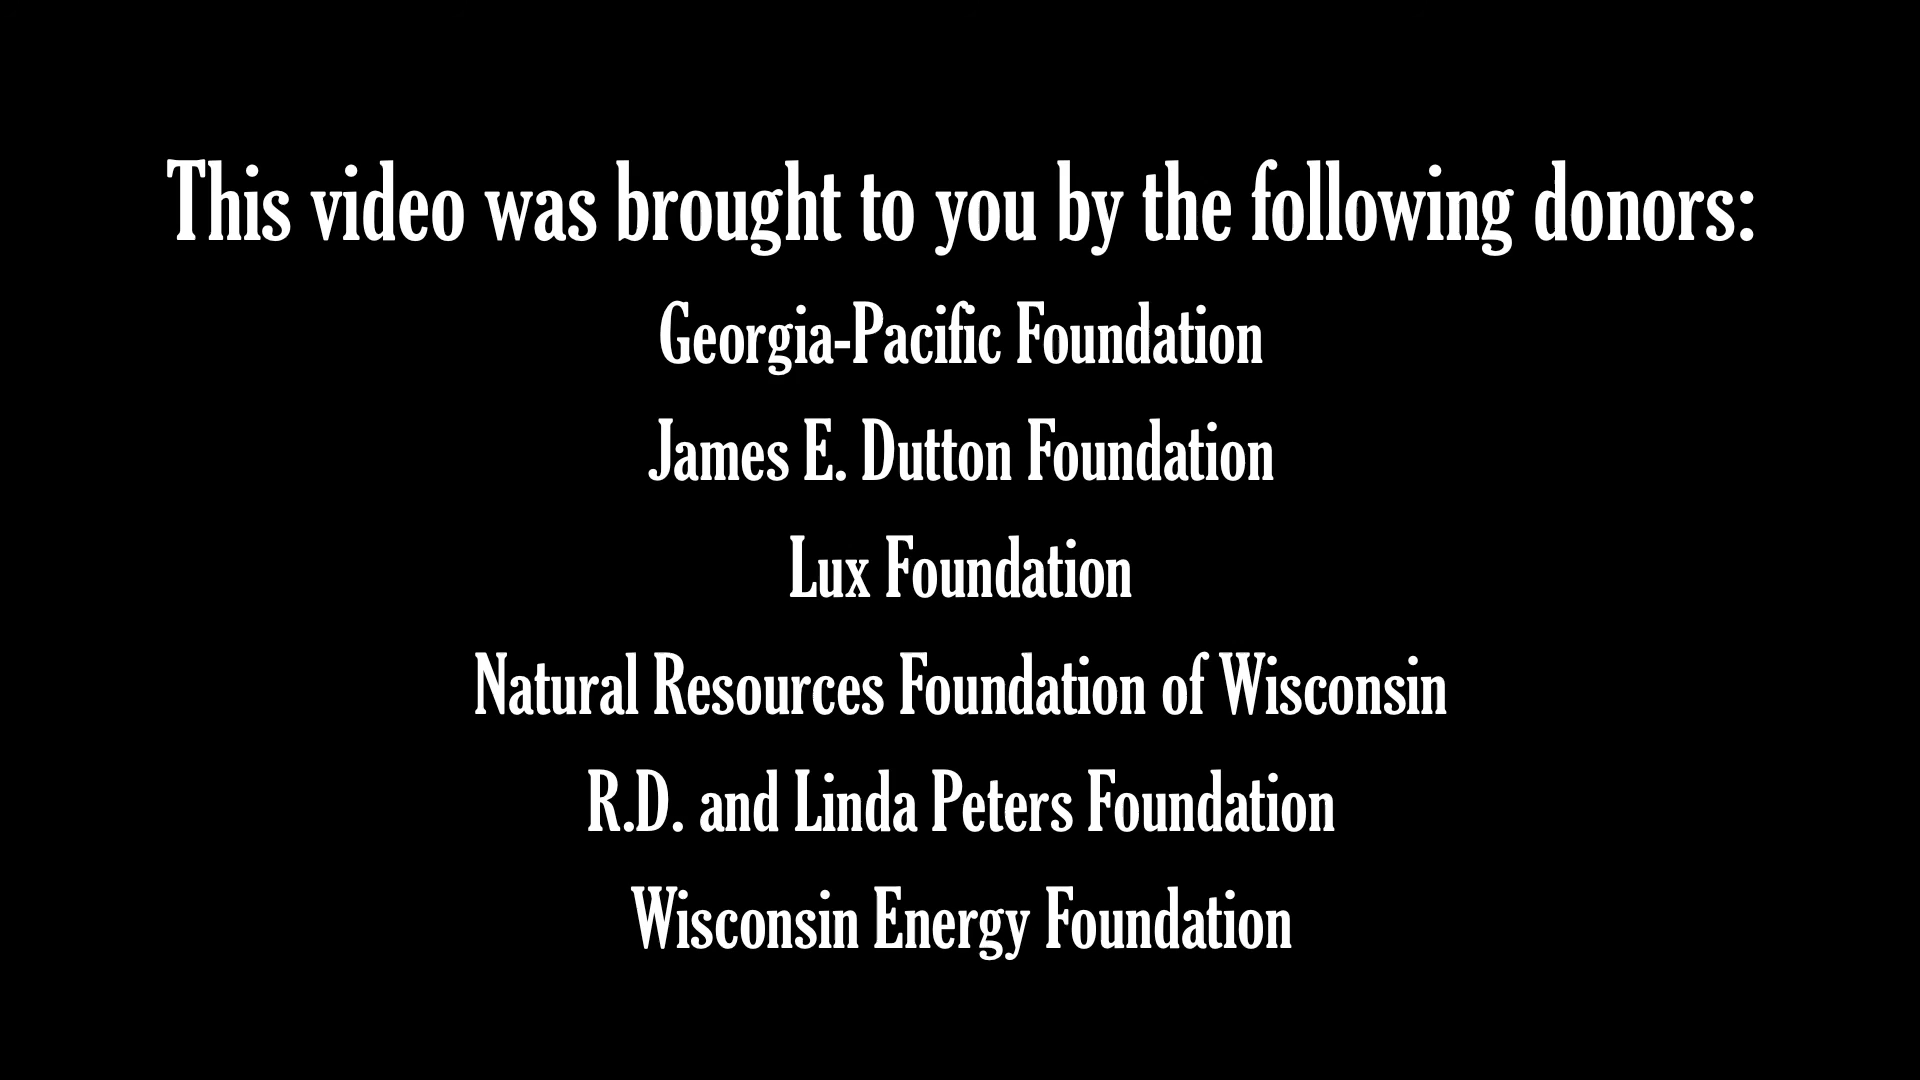 This video was brought to you by the following donors:
Georgia-Pacific Foundation
James E. Dutton Foundation
Lux Foundation
Natural Resources Foundation of Wisconsin
R.D. and Linda Peters Foundation
Wisconsin Energy Foundation